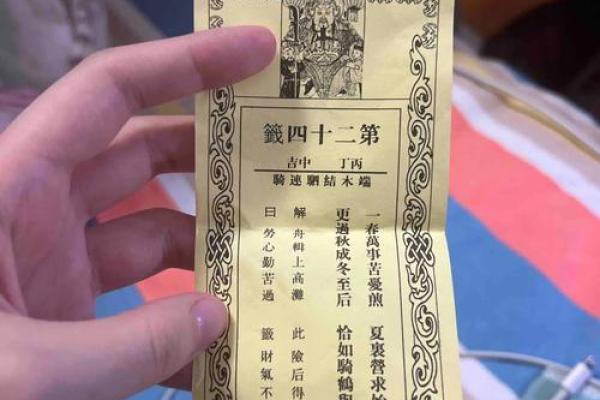 第二十四籤
丙丁 中吉
端木結駟連騎
一春萬事苦憂煎 夏裏營求
更過秋成冬至后 恰如騎鶴
解 舟輯上高灘 此險后得
曰 勞心勤苦過 籤財氣不